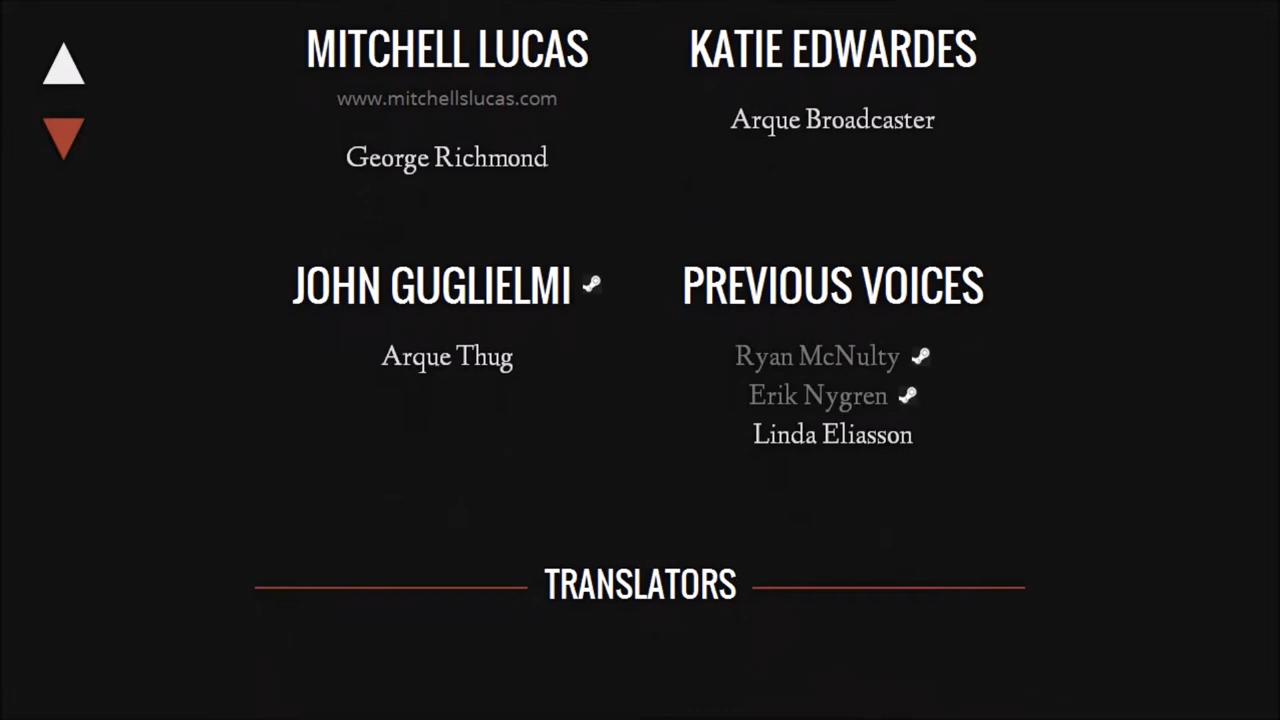 MITCHELL LUCAS
www.mitchellslucas.com
George Richmond
KATIE EDWARDES
Arque Broadcaster
JOHN GUGLIELMI
Arque Thug
PREVIOUS VOICES
Ryan McNulty
Erik Nygren
Linda Eliasson
TRANSLATORS